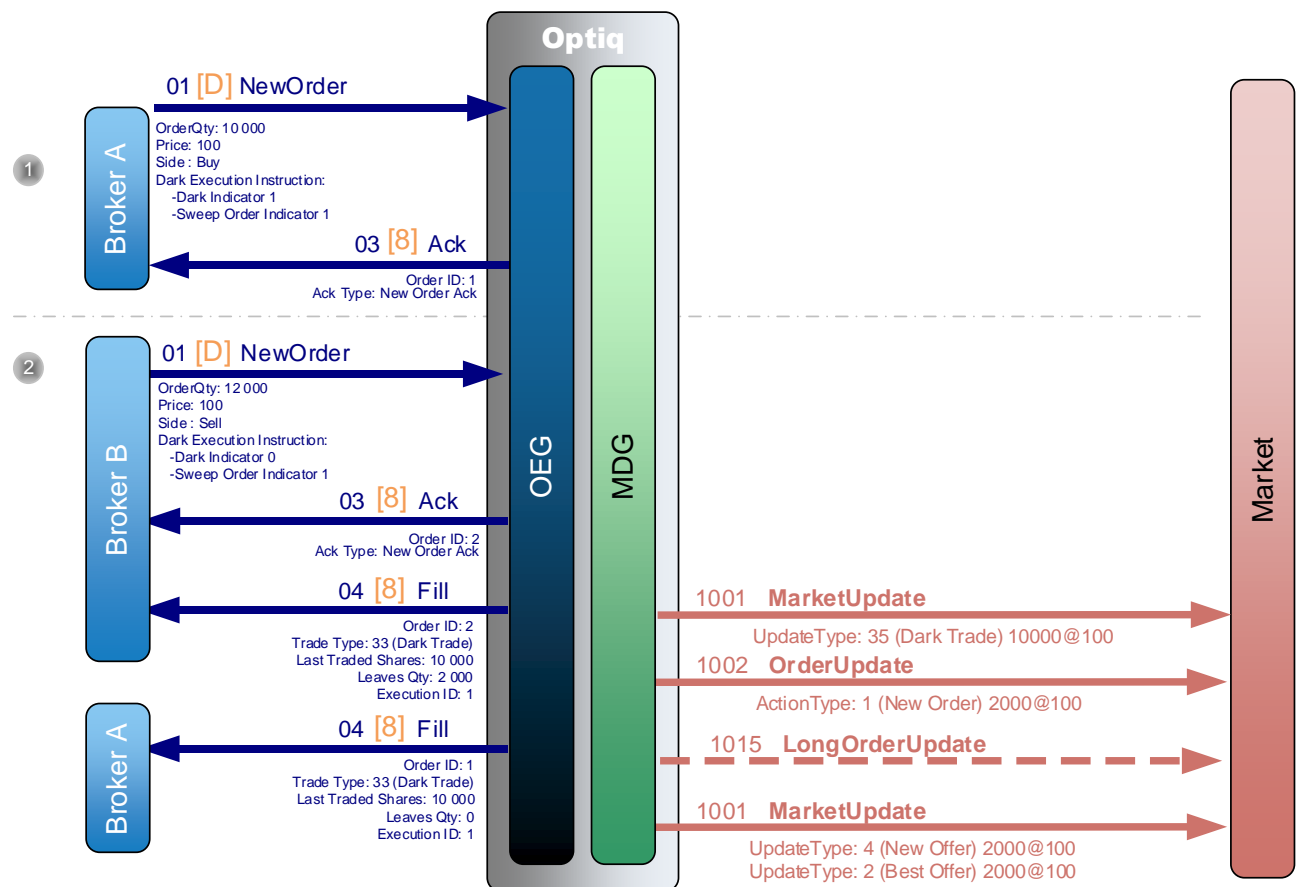 Optiq
01 [D] NewOrder
OrderQty: 10 000
Price: 100
Side : Buy
Dark Execution Instruction:
-Dark Indicator 1
-Sweep Order Indicator 1
1
Broker A
03 [8] Ack
Order ID: 1
Ack Type: New Order Ack
2
01 [D] NewOrder
OrderQty: 12 000
Price: 100
Side : Sell
Dark Execution Instruction:
-Dark Indicator 0
-Sweep Order Indicator 1
Broker B
03 [8] Ack
Order ID: 2
Ack Type: New Order Ack
04 [8] Fill
Order ID: 2
Trade Type: 33 (Dark Trade)
Last Traded Shares: 10 000
Leaves Qty: 2 000
Execution ID: 1
Broker A
04 [8] Fill
Order ID: 1
Trade Type: 33 (Dark Trade)
Last Traded Shares: 10 000
Leaves Qty: 0
Execution ID: 1
OEG
MDG
1001 MarketUpdate
UpdateType: 35 (Dark Trade) 10000@100
1002 OrderUpdate
ActionType: 1 (New Order) 2000@100
1015 LongOrderUpdate
1001 MarketUpdate
UpdateType: 4 (New Offer) 2000@100
UpdateType: 2 (Best Offer) 2000@100
Market